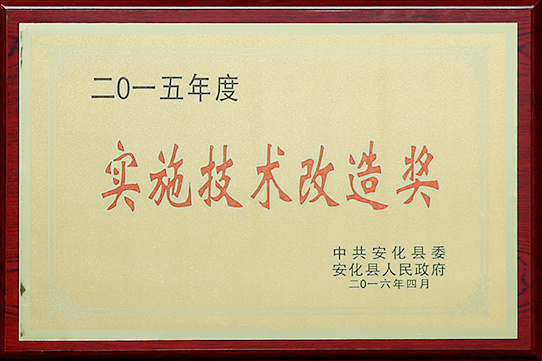 二0一五年度
实施技术改造奖
中共安化县委
安化县人民政府
二0一六年四月